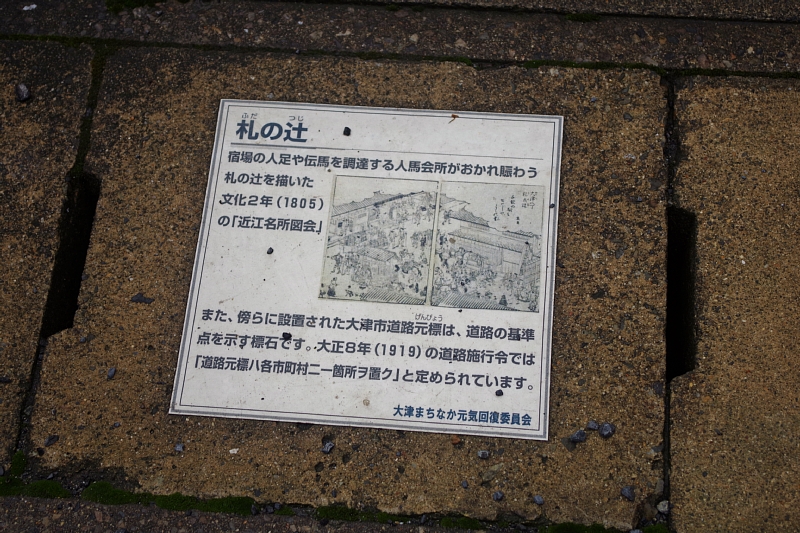 ふだ つじ
札の辻
宿場の人足や伝馬を調達する人馬会所がおかれ賑わう
札の辻を描いた
文化2年(1805)
の「近江名所図会」
げんぴょう
また、傍らに設置された大津市道路元標は、道路の基準
点を示す標石です。大正8年(1919)の道路施行令では
「道路元標ハ各市町村ニ一箇所ヲ置ク」と定められています。
大津まちなか元気回復委員会